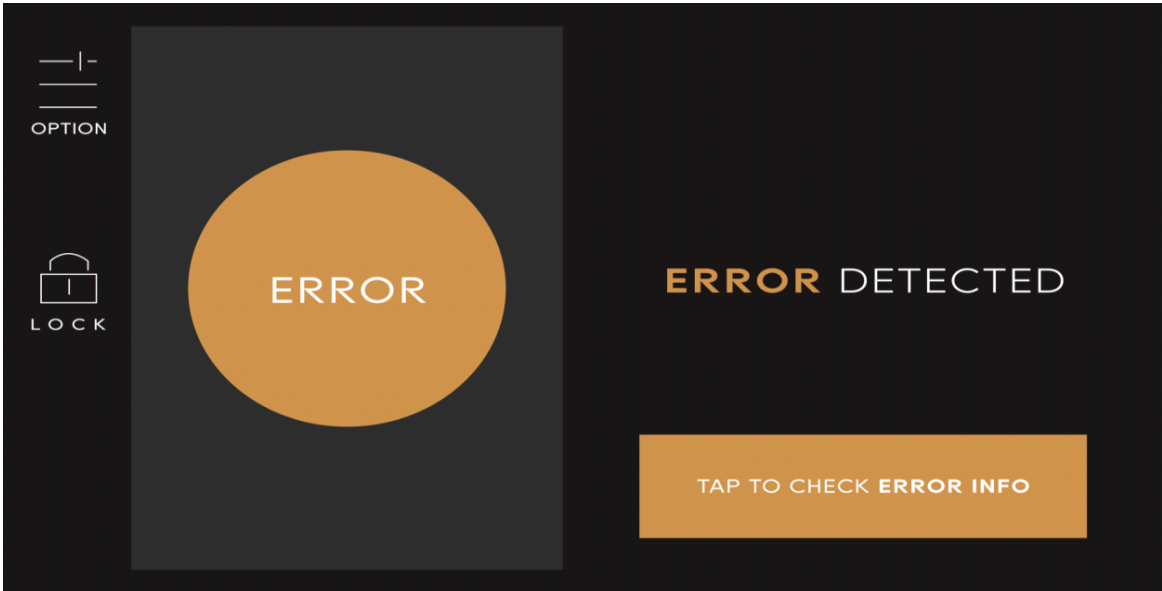 OPTION
LOCK
ERROR
ERROR DETECTED
TAP TO CHECK ERROR INFO